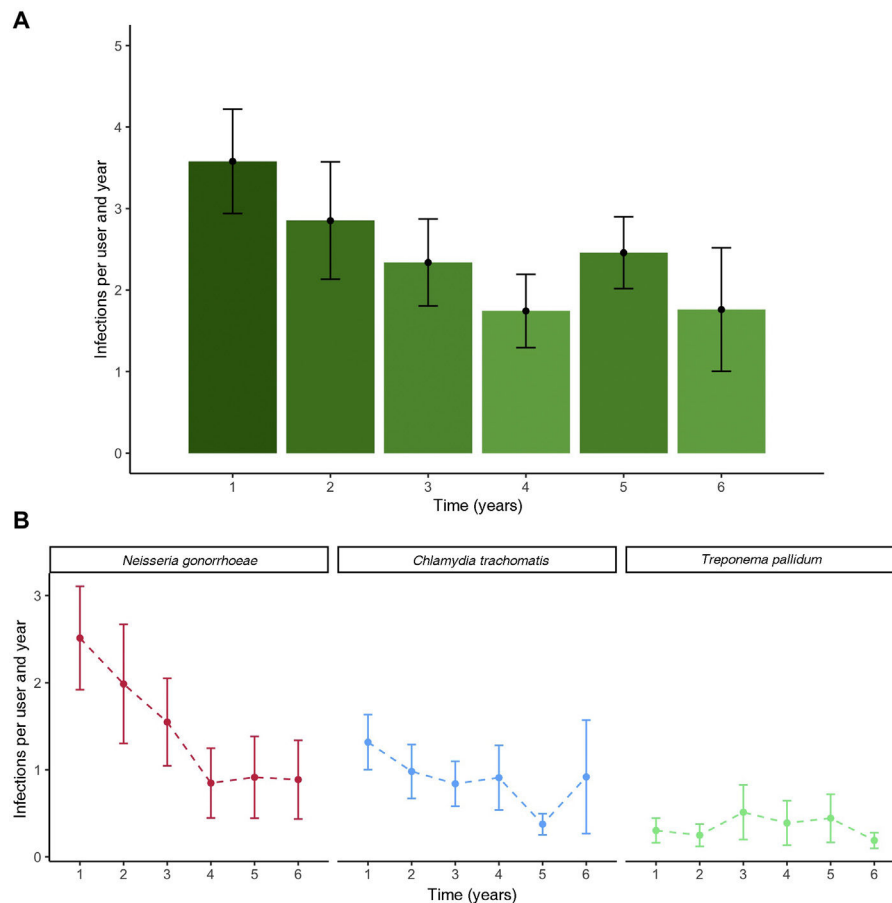 A
5
4
3
2
1
0
Infections per user and year
1 2 3 4 5 6
Time (years)
B
Neisseria gonorrhoeae Chlamydia trachomatis Treponema pallidum
3
2
1
0
Infections per user and year
1 2 3 4 5 6 1 2 3 4 5 6 1 2 3 4 5 6
Time (years)